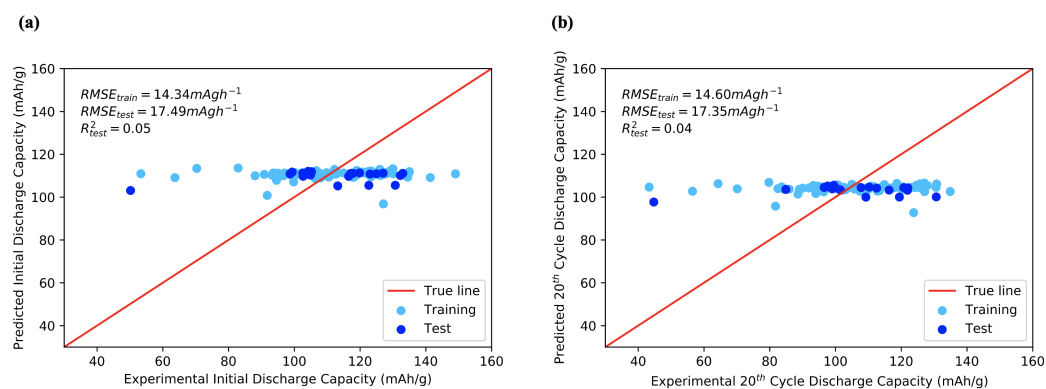 (a)
(b)
Predicted Initial Discharge Capacity (mAh/g)
160
140
120
100
80
60
40
RMSE_train = 14.34mAgh⁻¹
RMSE_test = 17.49mAgh⁻¹
R²_test = 0.05
True line
Training
Test
40 60 80 100 120 140 160
Experimental Initial Discharge Capacity (mAh/g)
Predicted 20th Cycle Discharge Capacity (mAh/g)
160
140
120
100
80
60
40
RMSE_train = 14.60mAgh⁻¹
RMSE_test = 17.35mAgh⁻¹
R²_test = 0.04
True line
Training
Test
40 60 80 100 120 140 160
Experimental 20th Cycle Discharge Capacity (mAh/g)